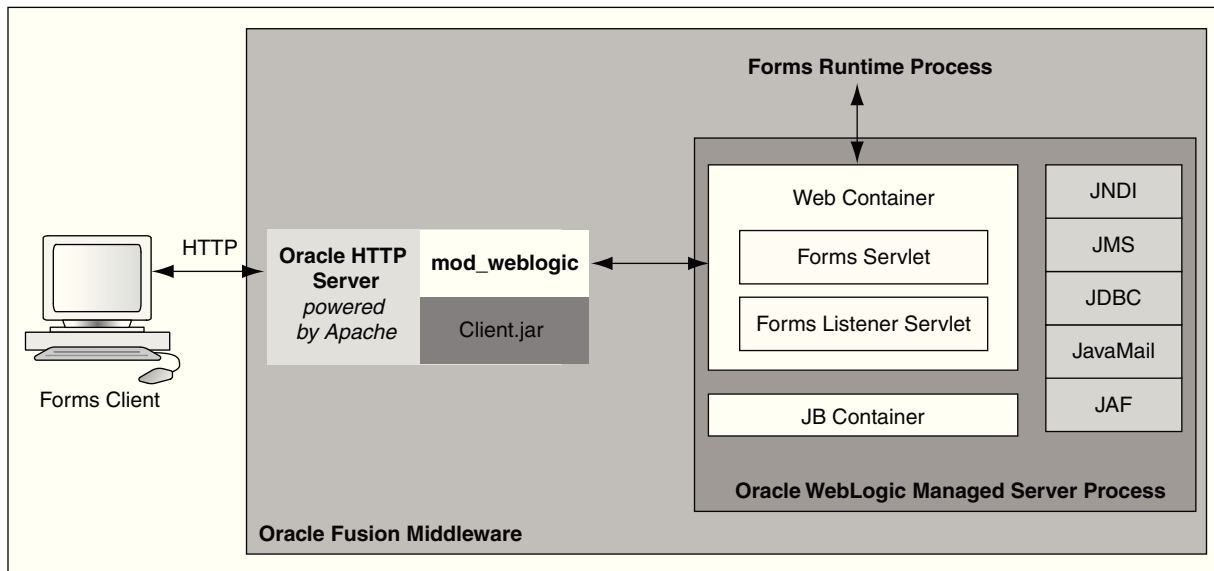 Forms Runtime Process
Web Container
Forms Servlet
Forms Listener Servlet
JB Container
JNDI
JMS
JDBC
JavaMail
JAF
Oracle WebLogic Managed Server Process
HTTP
Oracle HTTP
Server
powered
by Apache
mod_weblogic
Client.jar
Forms Client
Oracle Fusion Middleware